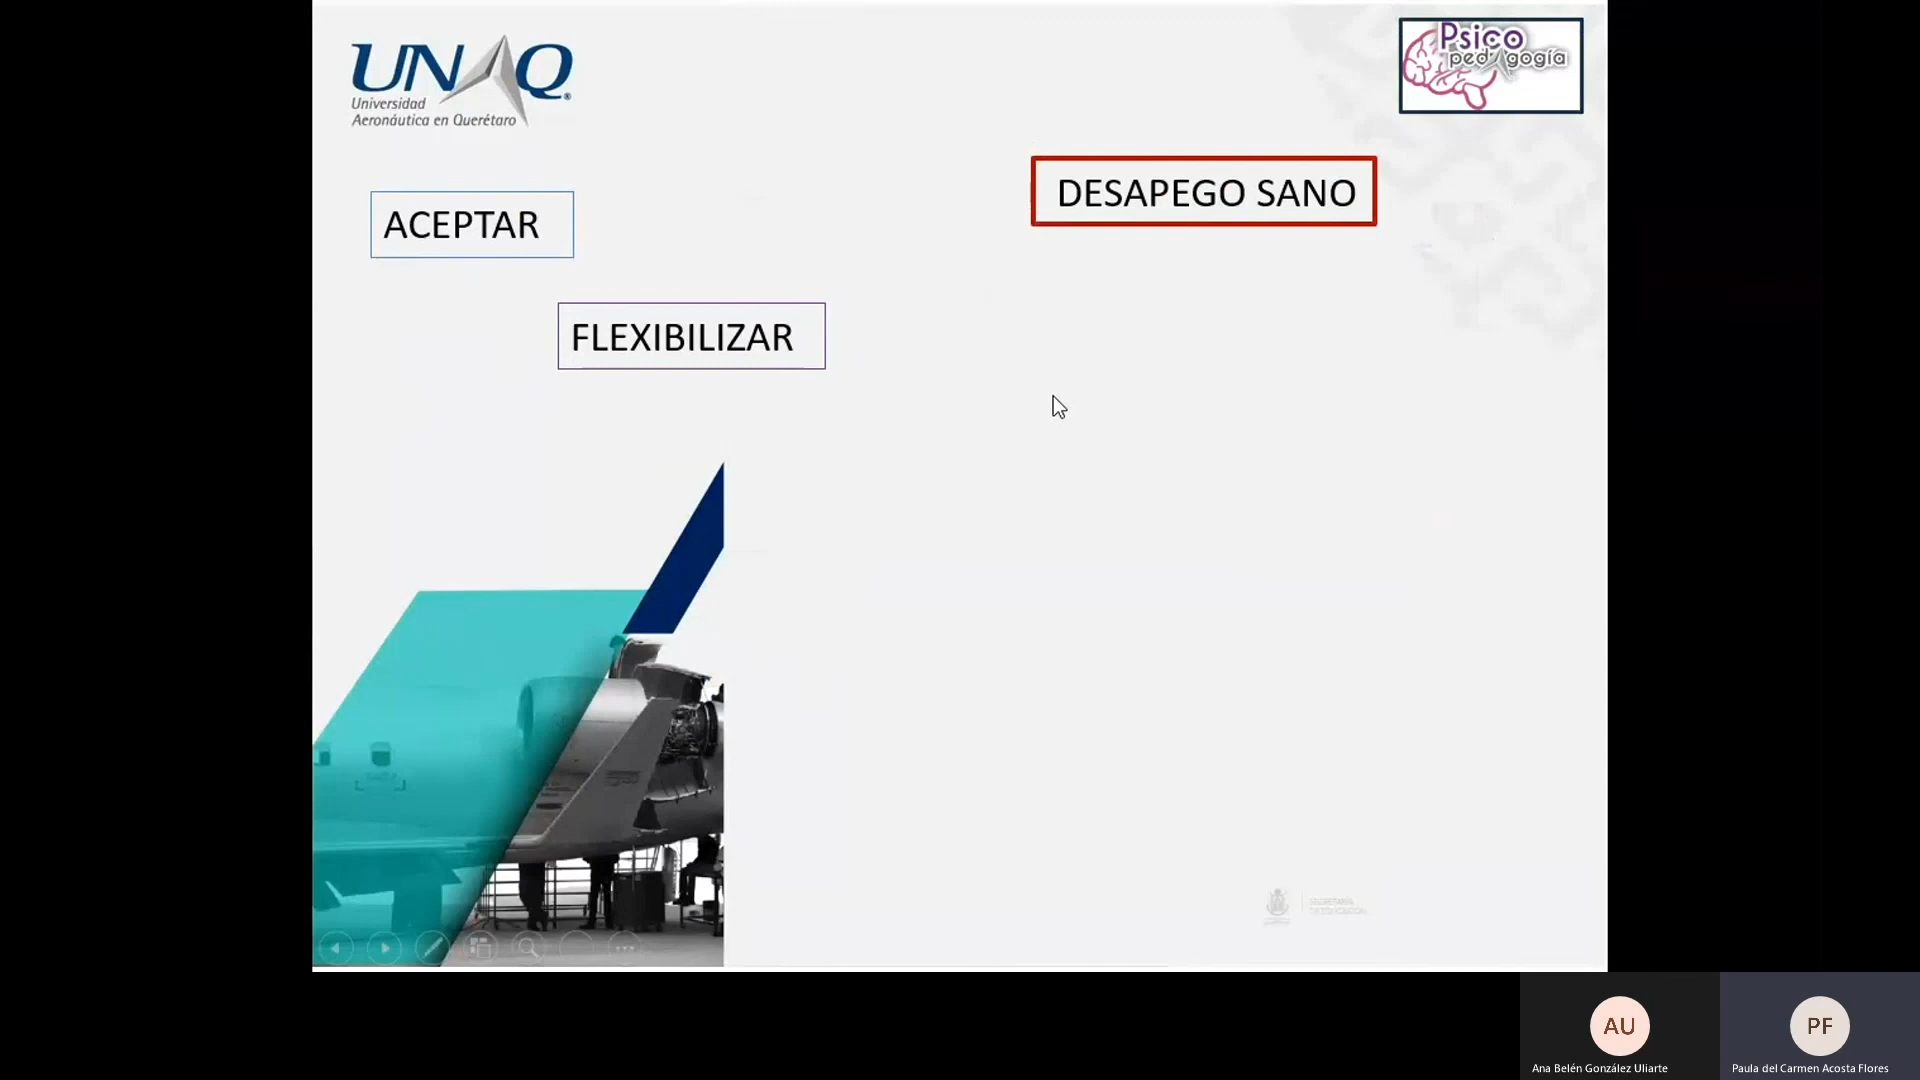 UNAQ
Universidad
Aeronáutica en Querétaro
Psico
pedagogía
DESAPEGO SANO
ACEPTAR
FLEXIBILIZAR
AU
PF
Ana Belén González Uliarte
Paula del Carmen Acosta Flores